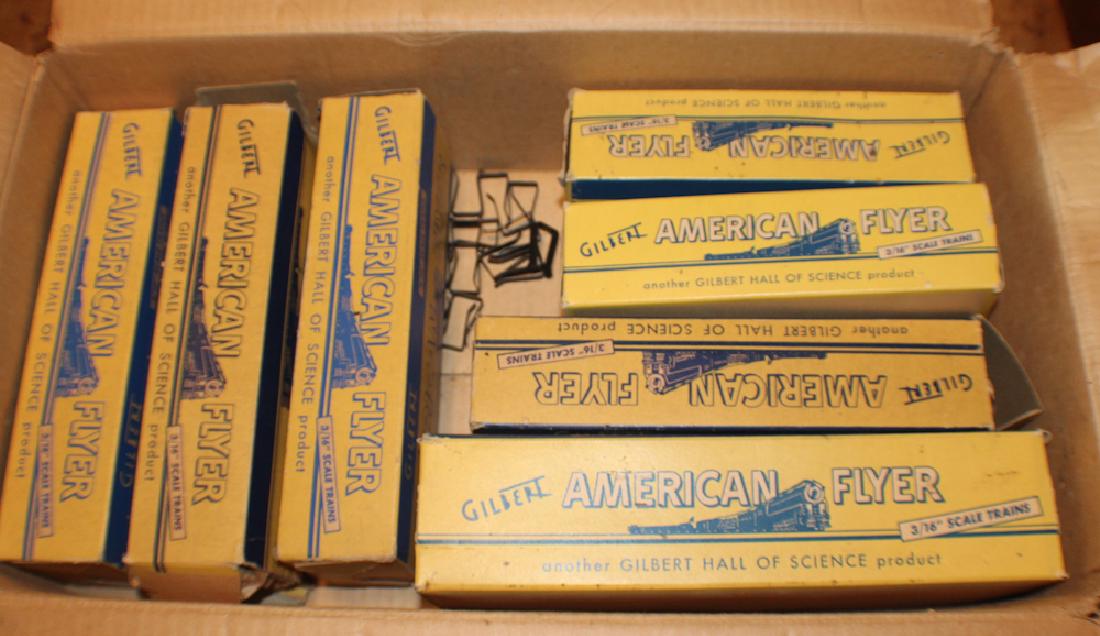 GILBERT AMERICAN FLYER
another GILBERT HALL OF SCIENCE product
3/16" SCALE TRAINS
GILBERT AMERICAN FLYER
another GILBERT HALL OF SCIENCE product
3/16" SCALE TRAINS
GILBERT AMERICAN FLYER
another GILBERT HALL OF SCIENCE product
3/16" SCALE TRAINS
another GILBERT HALL OF SCIENCE product
3/16" SCALE TRAINS
GILBERT AMERICAN FLYER
GILBERT AMERICAN FLYER
3/16" SCALE TRAINS
another GILBERT HALL OF SCIENCE product
another GILBERT HALL OF SCIENCE product
3/16" SCALE TRAINS
GILBERT AMERICAN FLYER
GILBERT AMERICAN FLYER
3/16" SCALE TRAINS
another GILBERT HALL OF SCIENCE product